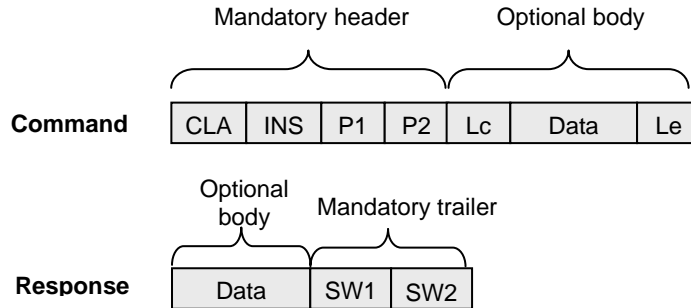 Mandatory header Optional body
Command CLA INS P1 P2 Lc Data Le
Optional
body
Mandatory trailer
Response Data SW1 SW2